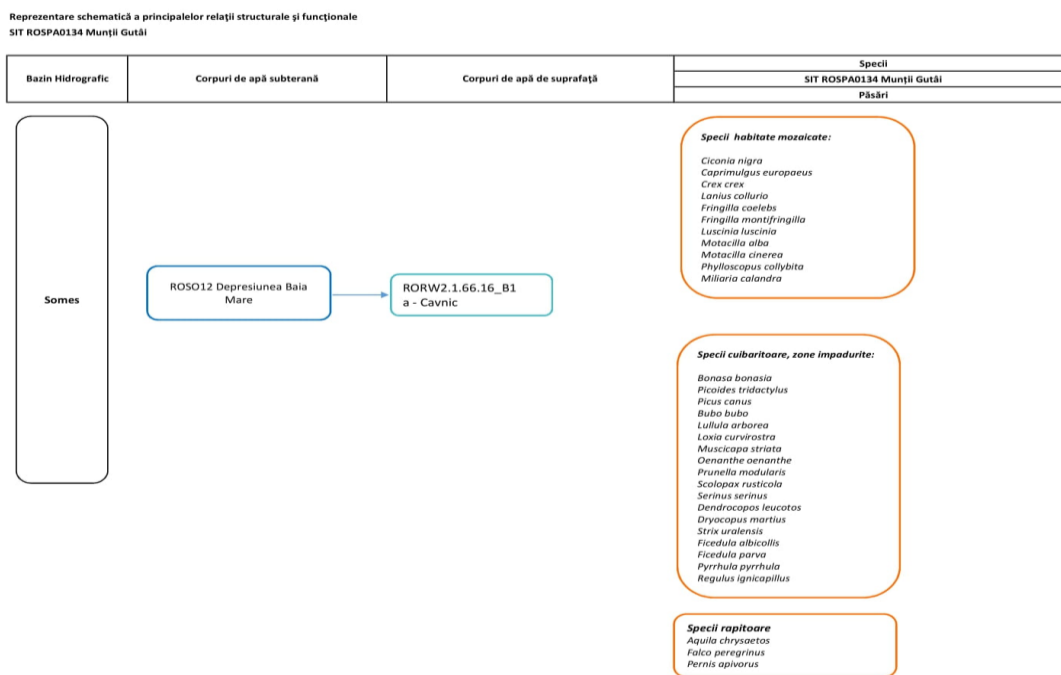 Reprezentare schematică a principalelor relații structurale și funcționale
SIT ROSPA0134 Munții Gutâi
Bazin Hidrografic
Corpuri de apă subterană
Corpuri de apă de suprafață
Specii
SIT ROSPA0134 Munții Gutâi
Păsări
Somes
ROSO12 Depresiunea Baia
Mare
RORW2.1.66.16_B1
a - Cavnic
Specii habitate mozaicate:
Ciconia nigra
Caprimulgus europaeus
Crex crex
Lanius collurio
Fringilla coelebs
Fringilla montifringilla
Luscinia luscinia
Motacilla alba
Motacilla cinerea
Phylloscopus collybita
Miliaria calandra
Specii cuibaritoare, zone impadurite:
Bonasa bonasia
Picoides tridactylus
Picus canus
Bubo bubo
Lullula arborea
Loxia curvirostra
Muscicapa striata
Oenanthe oenanthe
Prunella modularis
Scolopax rusticola
Serinus serinus
Dendrocopos leucotos
Dryocopus martius
Strix uralensis
Ficedula albicollis
Ficedula parva
Pyrrhula pyrrhula
Regulus ignicapillus
Specii rapitoare
Aquila chrysaetos
Falco peregrinus
Pernis apivorus